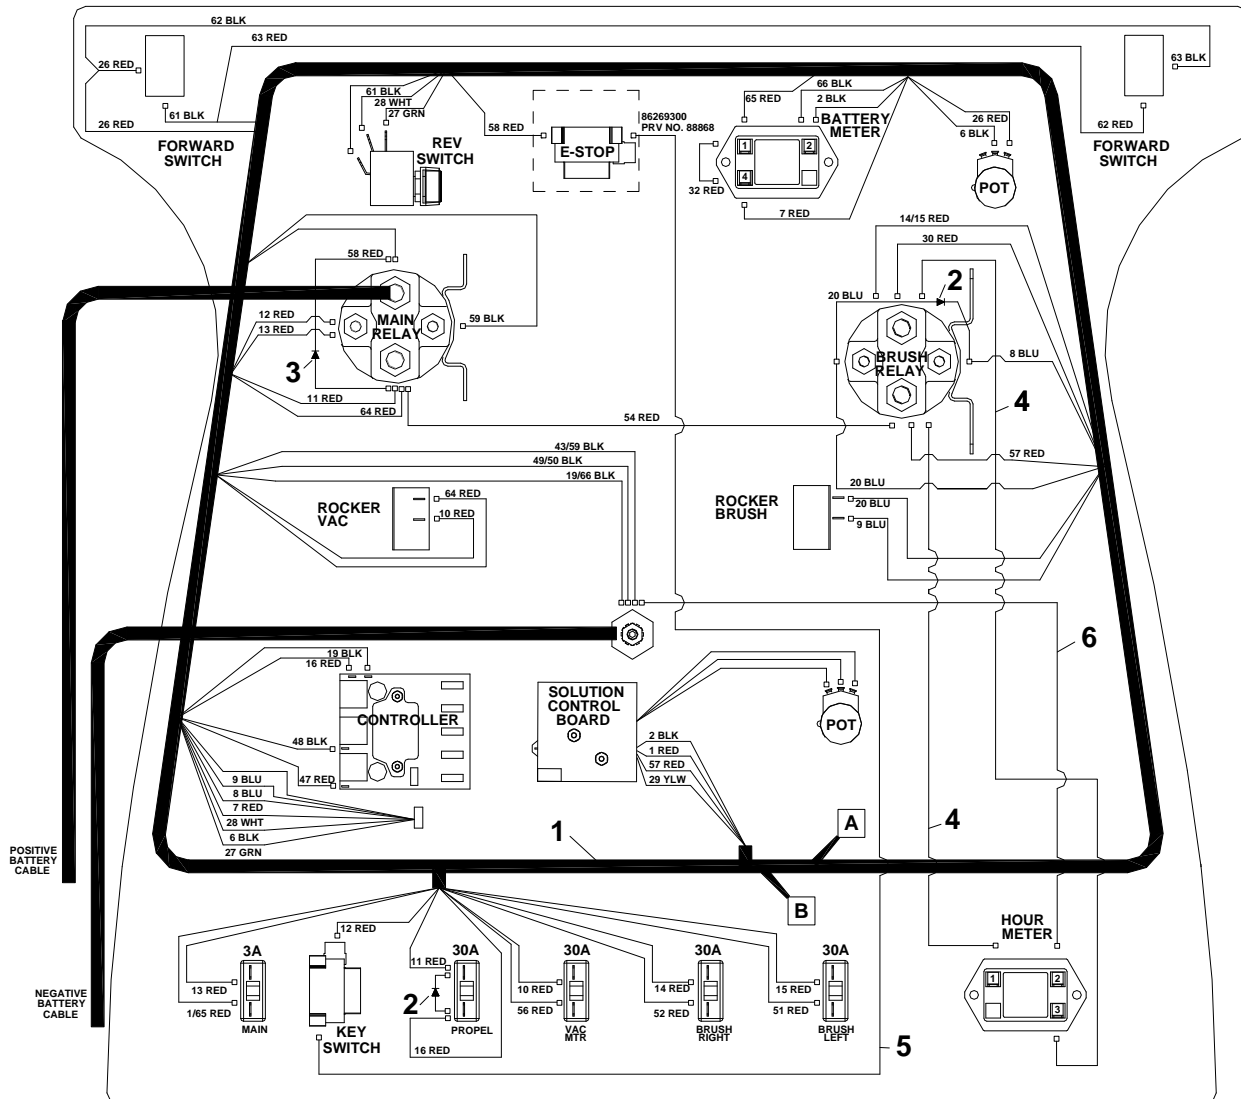 62 BLK
63 RED
26 RED
63 BLK
61 BLK
26 RED
FORWARD
SWITCH
61 BLK
28 WHT
27 GRN
REV
SWITCH
58 RED
E-STOP
86269300
PRV NO. 88868
65 RED
66 BLK
2 BLK
BATTERY
METER
1
2
4
32 RED
7 RED
26 RED
6 BLK
POT
62 RED
FORWARD
SWITCH
58 RED
12 RED
13 RED
MAIN
RELAY
59 BLK
3
11 RED
64 RED
54 RED
14/15 RED
30 RED
20 BLU
2
BRUSH
RELAY
8 BLU
4
57 RED
43/59 BLK
49/50 BLK
19/66 BLK
ROCKER
VAC
64 RED
10 RED
ROCKER
BRUSH
20 BLU
20 BLU
9 BLU
6
19 BLK
16 RED
CONTROLLER
48 BLK
47 RED
9 BLU
8 BLU
7 RED
28 WHT
6 BLK
27 GRN
SOLUTION
CONTROL
BOARD
POT
2 BLK
1 RED
57 RED
29 YLW
1
A
B
4
POSITIVE
BATTERY
CABLE
NEGATIVE
BATTERY
CABLE
12 RED
3A
13 RED
1/65 RED
MAIN
KEY
SWITCH
11 RED
30A
2
PROPEL
16 RED
30A
10 RED
56 RED
VAC
MTR
30A
14 RED
52 RED
BRUSH
RIGHT
30A
15 RED
51 RED
BRUSH
LEFT
5
HOUR
METER
1
2
3